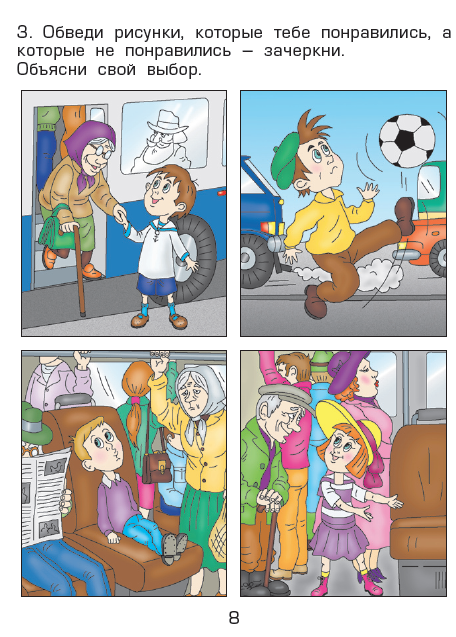 3. Обведи рисунки, которые тебе понравились, а
которые не понравились – зачеркни.
Объясни свой выбор.
8